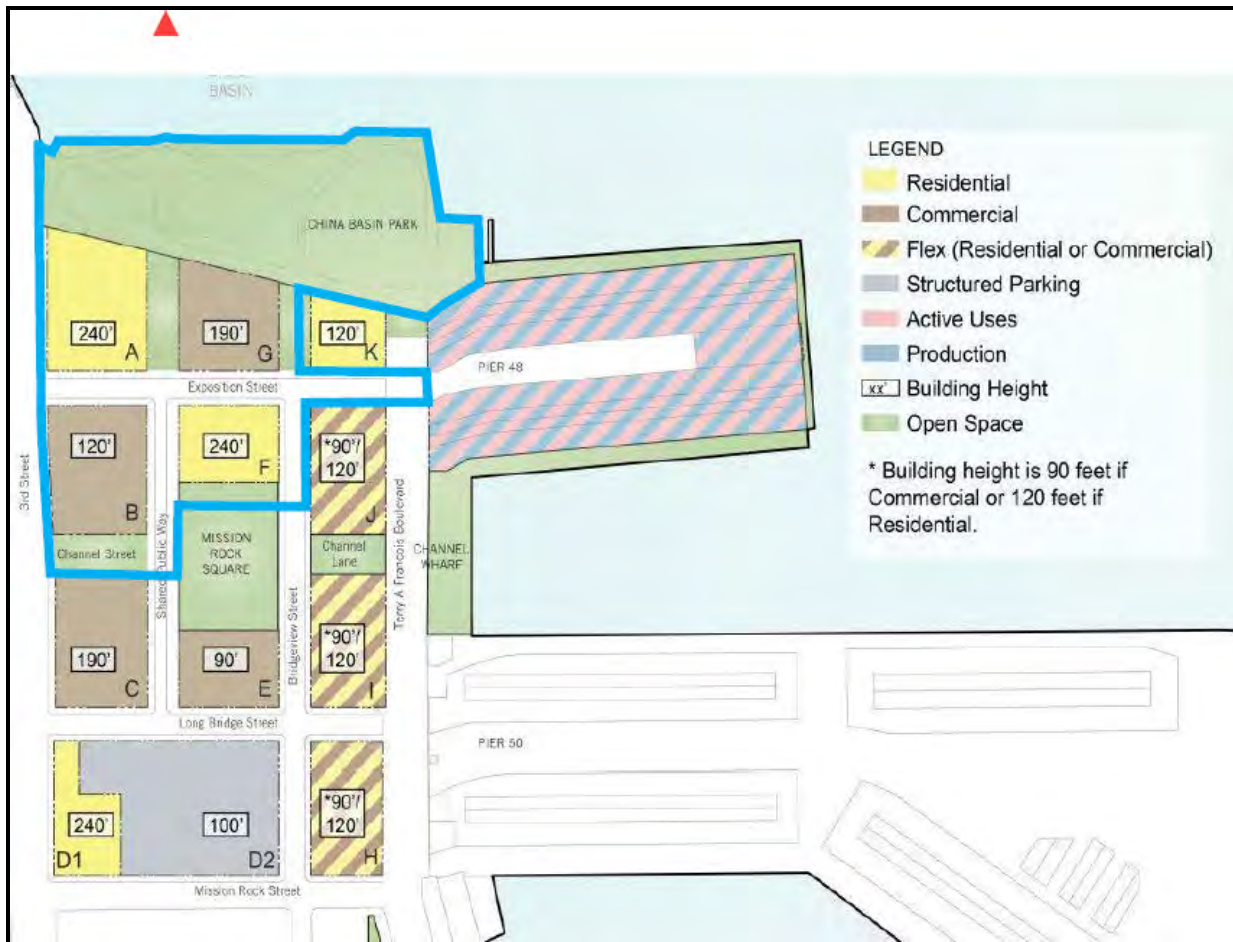 BASIN
CHINA BASIN PARK
240'
A
190'
G
120'
K
PIER 48
Exposition Street
3rd Street
120'
B
240'
F
*90'/
120'
J
Channel Street
Shared Public Way
MISSION
ROCK
SQUARE
Bridgeview Street
Channel
Lane
Terry A Francois Boulevard
CHANNEL
WHARF
190'
C
90'
E
*90'/
120'
I
Long Bridge Street
PIER 50
240'
D1
100'
D2
*90'/
120'
H
Mission Rock Street
LEGEND
Residential
Commercial
Flex (Residential or Commercial)
Structured Parking
Active Uses
Production
xx' Building Height
Open Space
* Building height is 90 feet if
Commercial or 120 feet if
Residential.